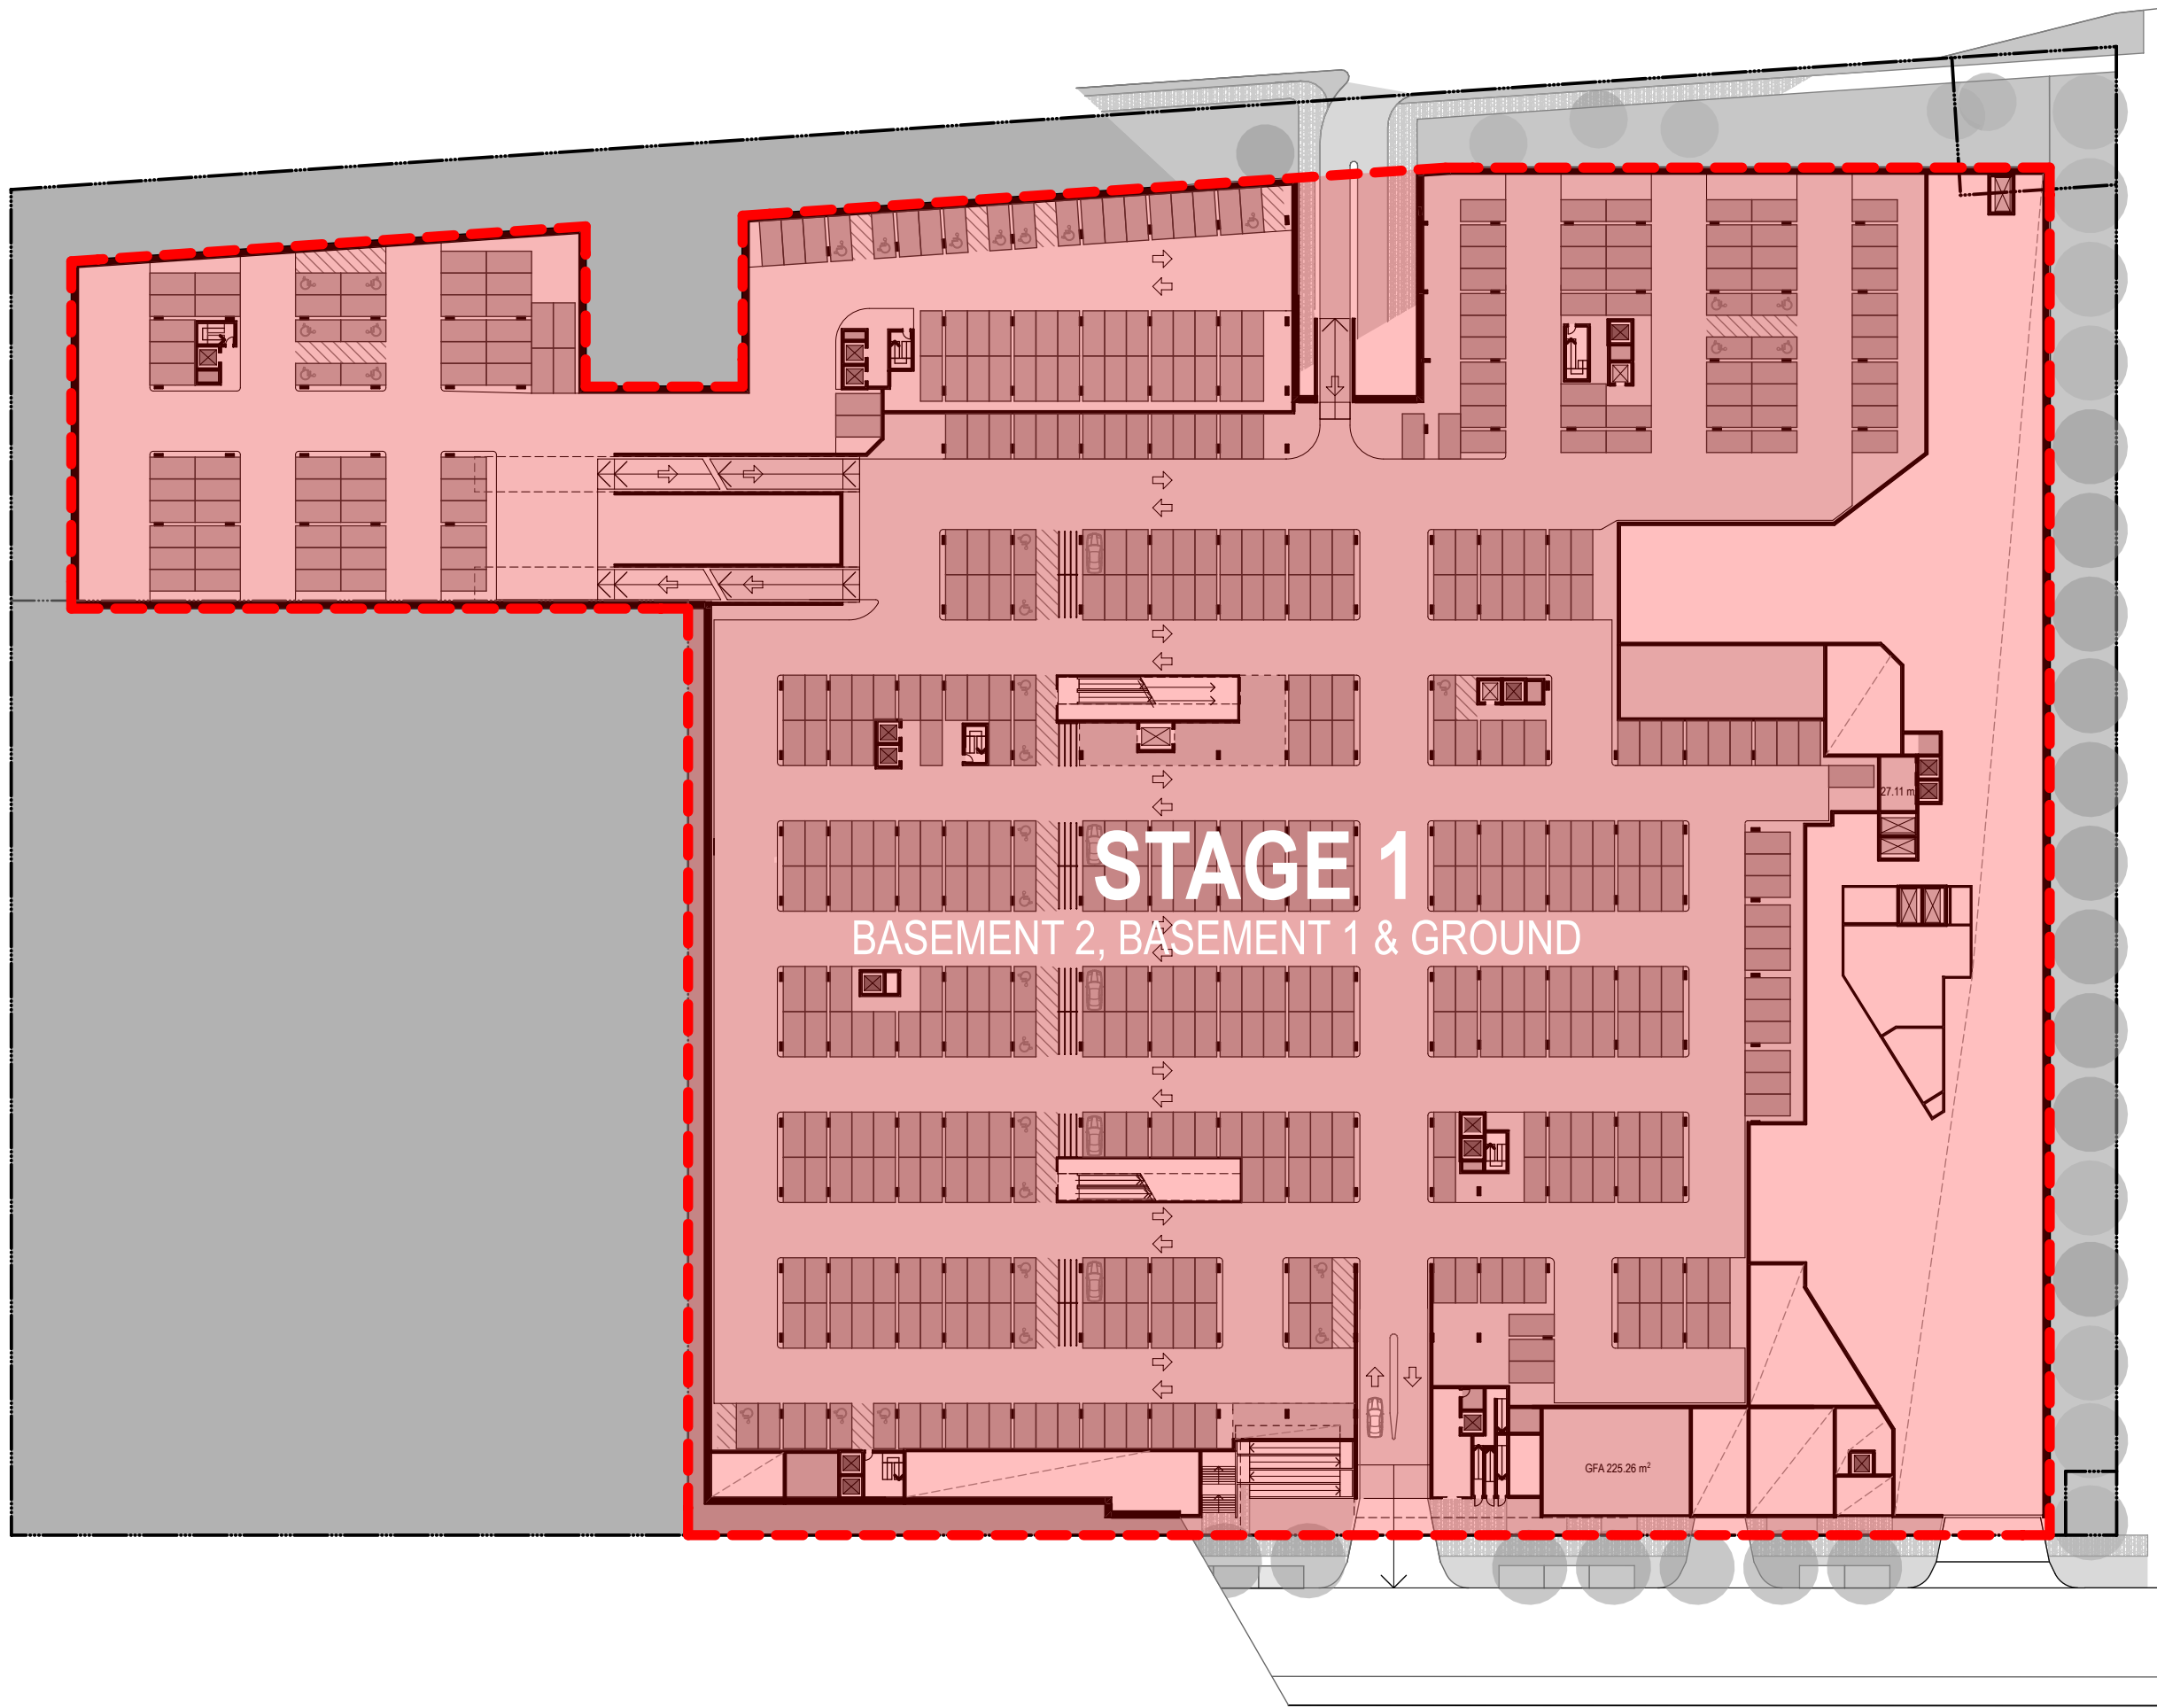 27.11 m
STAGE 1
BASEMENT 2, BASEMENT 1 & GROUND
GFA 225.26 m²